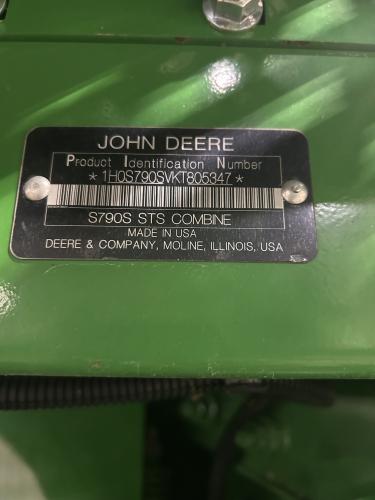 JOHN DEERE
Product Identification Number
*1H0S790SVKT805347*
S790S STS COMBINE
MADE IN USA
DEERE & COMPANY, MOLINE, ILLINOIS, USA